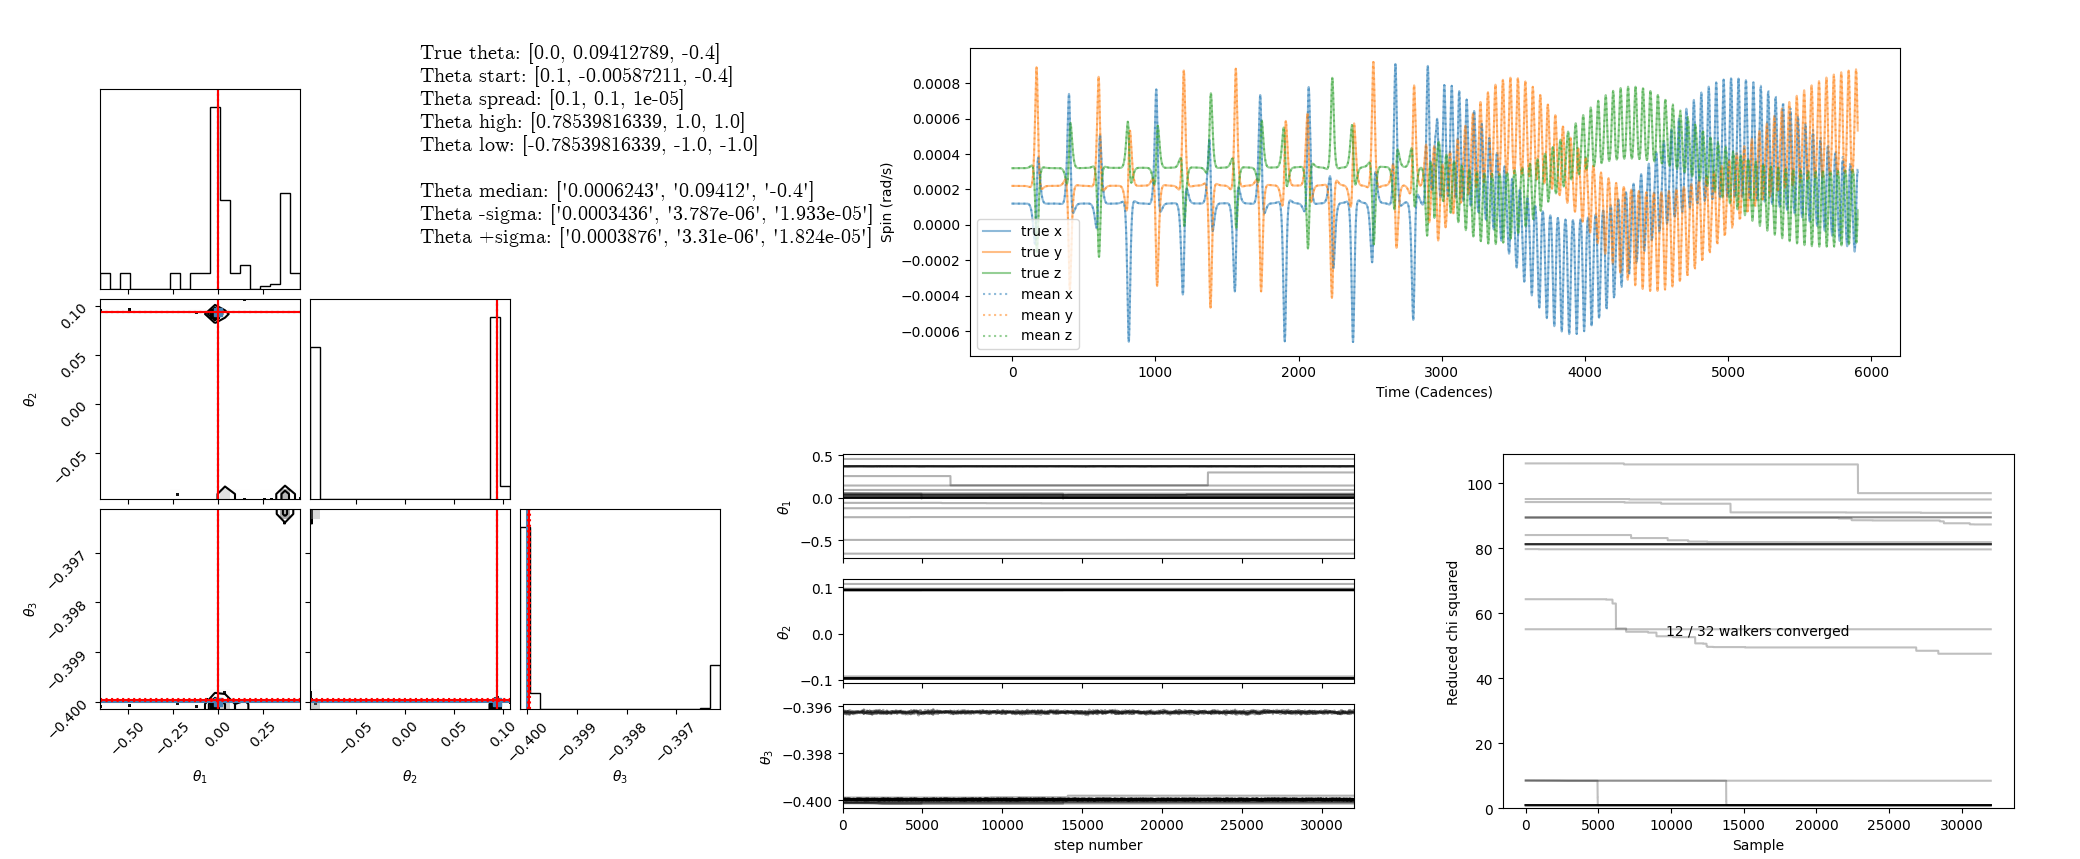 True theta: [0.0, 0.09412789, -0.4]
Theta start: [0.1, -0.00587211, -0.4]
Theta spread: [0.1, 0.1, 1e-05]
Theta high: [0.78539816339, 1.0, 1.0]
Theta low: [-0.78539816339, -1.0, -1.0]
Theta median: ['0.0006243', '0.09412', '-0.4']
Theta -sigma: ['0.0003436', '3.787e-06', '1.933e-05']
Theta +sigma: ['0.0003876', '3.31e-06', '1.824e-05']
θ2
0.10
0.05
0.00
−0.05
θ3
−0.397
−0.398
−0.399
−0.400
−0.50
−0.25
0.00
0.25
θ1
−0.05
0.00
0.05
0.10
θ2
−0.400
−0.399
−0.398
−0.397
θ3
Spin (rad/s)
0.0008
0.0006
0.0004
0.0002
0.0000
−0.0002
−0.0004
−0.0006
true x
true y
true z
mean x
mean y
mean z
0
1000
2000
3000
4000
5000
6000
Time (Cadences)
θ1
0.5
0.0
−0.5
θ2
0.1
0.0
−0.1
θ3
−0.396
−0.398
−0.400
0
5000
10000
15000
20000
25000
30000
step number
Reduced chi squared
100
80
60
40
20
0
12 / 32 walkers converged
0
5000
10000
15000
20000
25000
30000
Sample